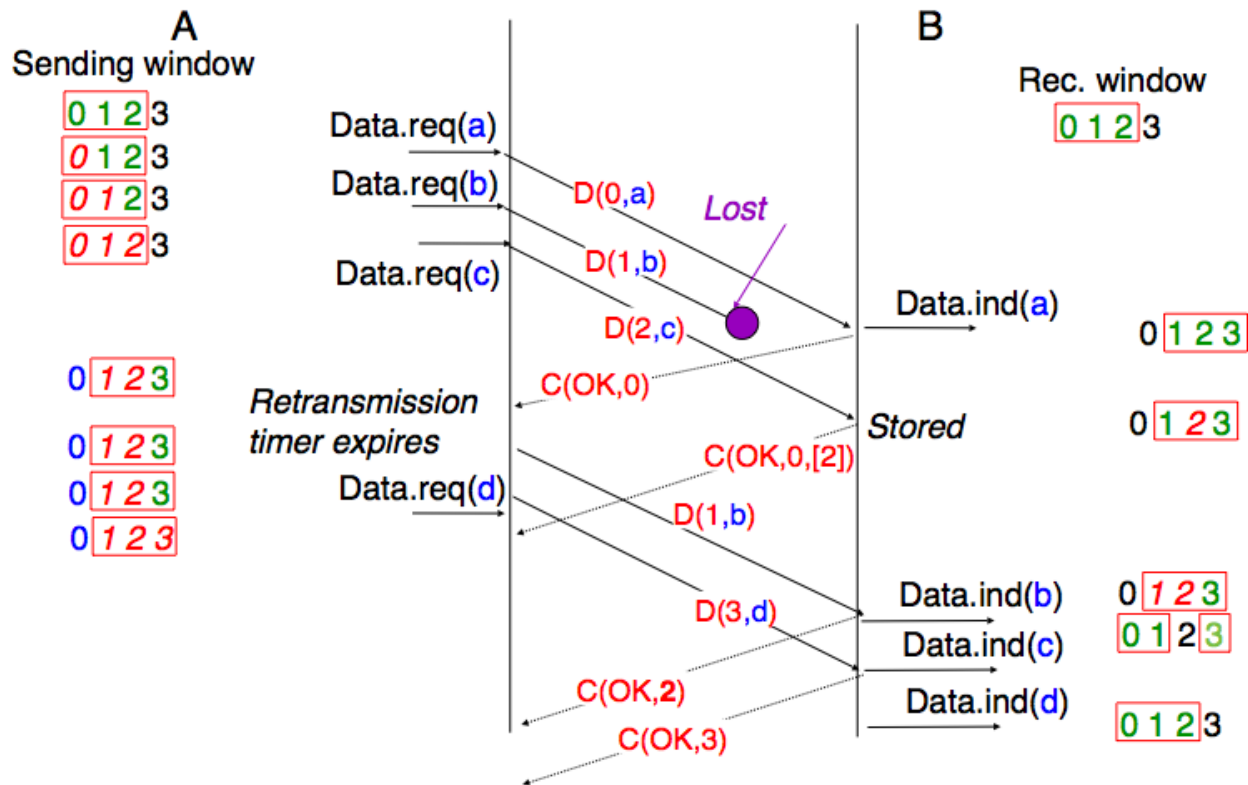 A
B
Sending window
Rec. window
0 1 2 3
0 1 2 3
Data.req(a)
0 1 2 3
Data.req(b)
D(0,a)
0 1 2 3
Lost
0 1 2 3
D(1,b)
Data.req(c)
Data.ind(a)
D(2,c)
0 1 2 3
0 1 2 3
C(OK,0)
Retransmission
timer expires
Stored
0 1 2 3
0 1 2 3
C(OK,0,[2])
Data.req(d)
0 1 2 3
D(1,b)
0 1 2 3
Data.ind(b)
0 1 2 3
D(3,d)
Data.ind(c)
0 1 2 3
C(OK,2)
Data.ind(d)
0 1 2 3
C(OK,3)